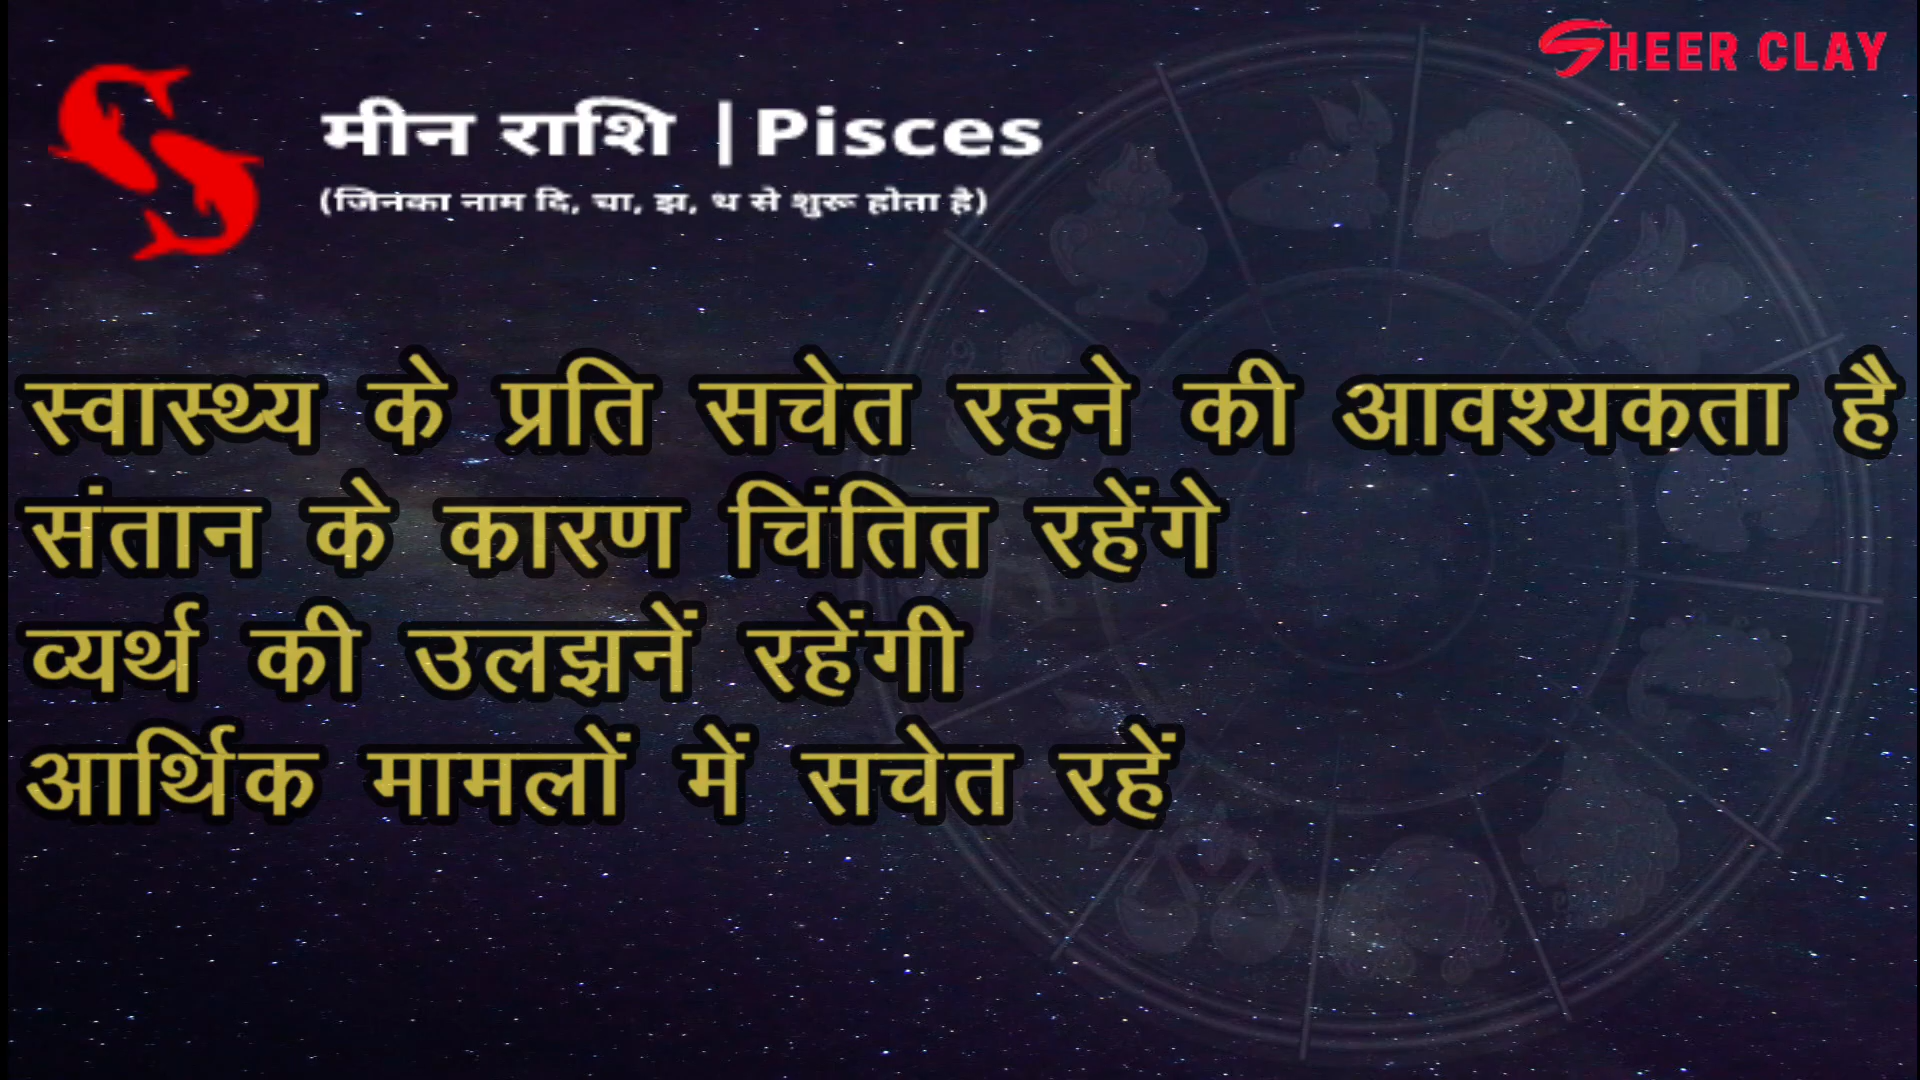 SHEER CLAY
मीन राशि | Pisces
(जिनका नाम दि, चा, झ, थ से शुरू होता है)
स्वास्थ्य के प्रति सचेत रहने की आवश्यकता है
संतान के कारण चिंतित रहेंगे
व्यर्थ की उलझनें रहेंगी
आर्थिक मामलों में सचेत रहें